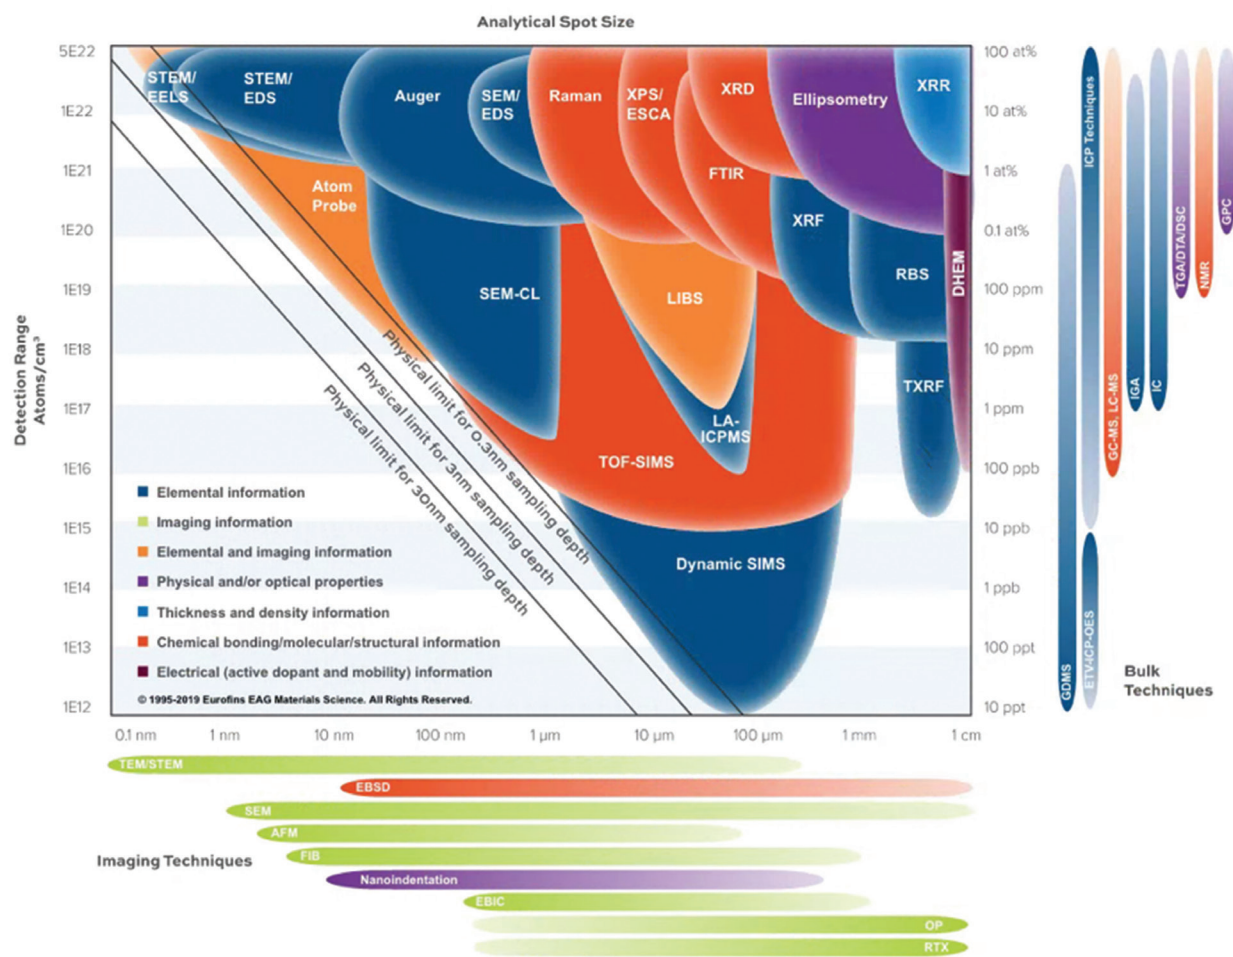 Analytical Spot Size
5E22
1E22
1E21
1E20
1E19
1E18
1E17
1E16
1E15
1E14
1E13
1E12
Detection Range
Atoms/cm³
100 at%
10 at%
1 at%
0.1 at%
100 ppm
10 ppm
1 ppm
100 ppb
10 ppb
1 ppb
100 ppt
10 ppt
STEM/
EELS
STEM/
EDS
Auger
SEM/
EDS
Raman
XPS/
ESCA
XRD
Ellipsometry
XRR
Atom
Probe
FTIR
XRF
RBS
DHEM
SEM-CL
LIBS
TXRF
LA-
ICPMS
TOF-SIMS
Dynamic SIMS
Physical limit for 0.3nm sampling depth
Physical limit for 3nm sampling depth
Physical limit for 30nm sampling depth
Elemental information
Imaging information
Elemental and imaging information
Physical and/or optical properties
Thickness and density information
Chemical bonding/molecular/structural information
Electrical (active dopant and mobility) information
© 1995-2019 Eurofins EAG Materials Science. All Rights Reserved.
0.1 nm
1 nm
10 nm
100 nm
1 µm
10 µm
100 µm
1 mm
1 cm
GDMS
ICP Techniques
ETV-ICP-OES
GC-MS, LC-MS
IGA
IC
TGA/DTA/DSC
NMR
GPC
Bulk
Techniques
TEM/STEM
EBSD
SEM
AFM
FIB
Imaging Techniques
Nanoindentation
EBIC
OP
RTX